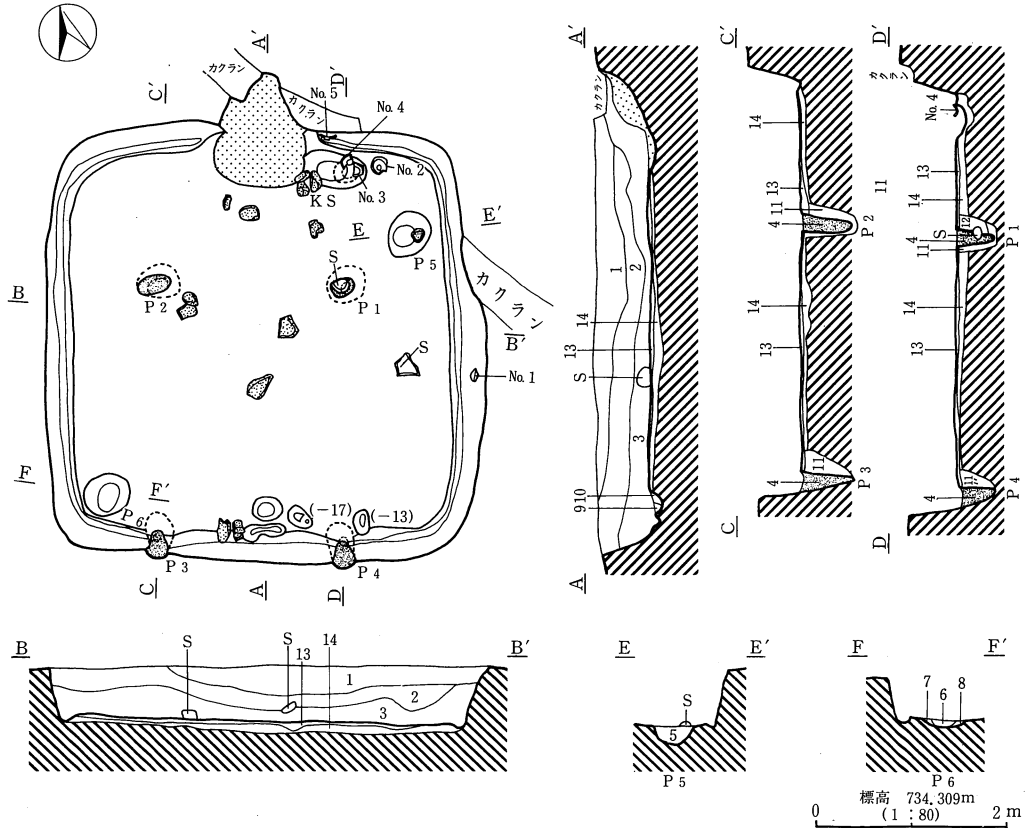 A′
カクラン
カクラン
D′
C′
No. 5
No. 4
No. 2
No. 3
K S
E
E′
P 5
S
B
P 2
P 1
カクラン
B′
S
No. 1
F
F′
P 6
(−17)
(−13)
P 3
P 4
C
A
D
A′
カクラン
1
2
14
13
S
3
9 10
A
C′
14
13
11
4
P 2
14
13
11
4
P 3
C
D′
カクラン
No. 4
13
11
14
12
S
4
11
P 1
14
13
11
4
P 4
D
B
S
S
13
14
B′
1
2
3
E
E′
S
5
P 5
F
F′
7
6
8
P 6
標高 734.309m
(1 : 80)
0
2 m